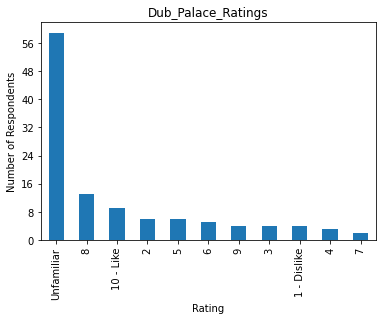 Dub_Palace_Ratings
Number of Respondents
56
48
40
32
24
16
8
0
Unfamiliar
8
10 - Like
2
5
6
9
3
1 - Dislike
4
7
Rating